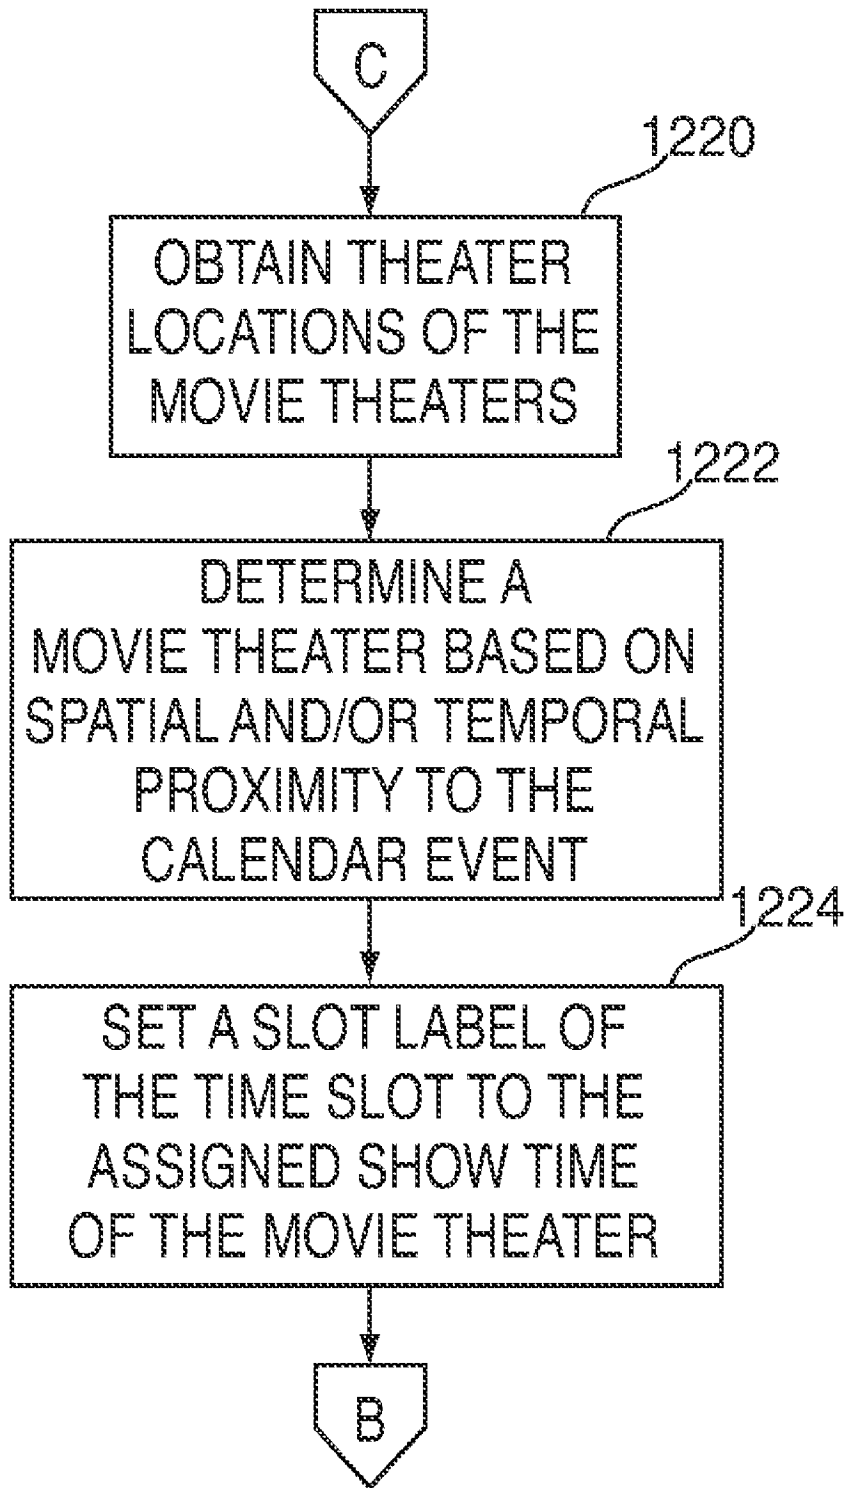 C
1220
OBTAIN THEATER
LOCATIONS OF THE
MOVIE THEATERS
1222
DETERMINE A
MOVIE THEATER BASED ON
SPATIAL AND/OR TEMPORAL
PROXIMITY TO THE
CALENDAR EVENT
1224
SET A SLOT LABEL OF
THE TIME SLOT TO THE
ASSIGNED SHOW TIME
OF THE MOVIE THEATER
B